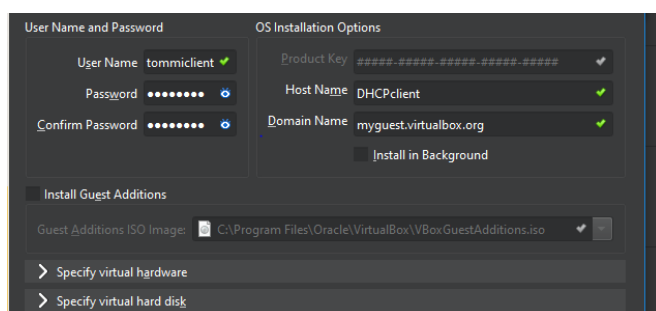 User Name and Password
User Name tommiclient
Password ••••••••
Confirm Password ••••••••
OS Installation Options
Product Key #####-#####-#####-#####-#####
Host Name DHCPclient
Domain Name myguest.virtualbox.org
Install in Background
Install Guest Additions
Guest Additions ISO Image: C:\Program Files\Oracle\VirtualBox\VBoxGuestAdditions.iso
Specify virtual hardware
Specify virtual hard disk